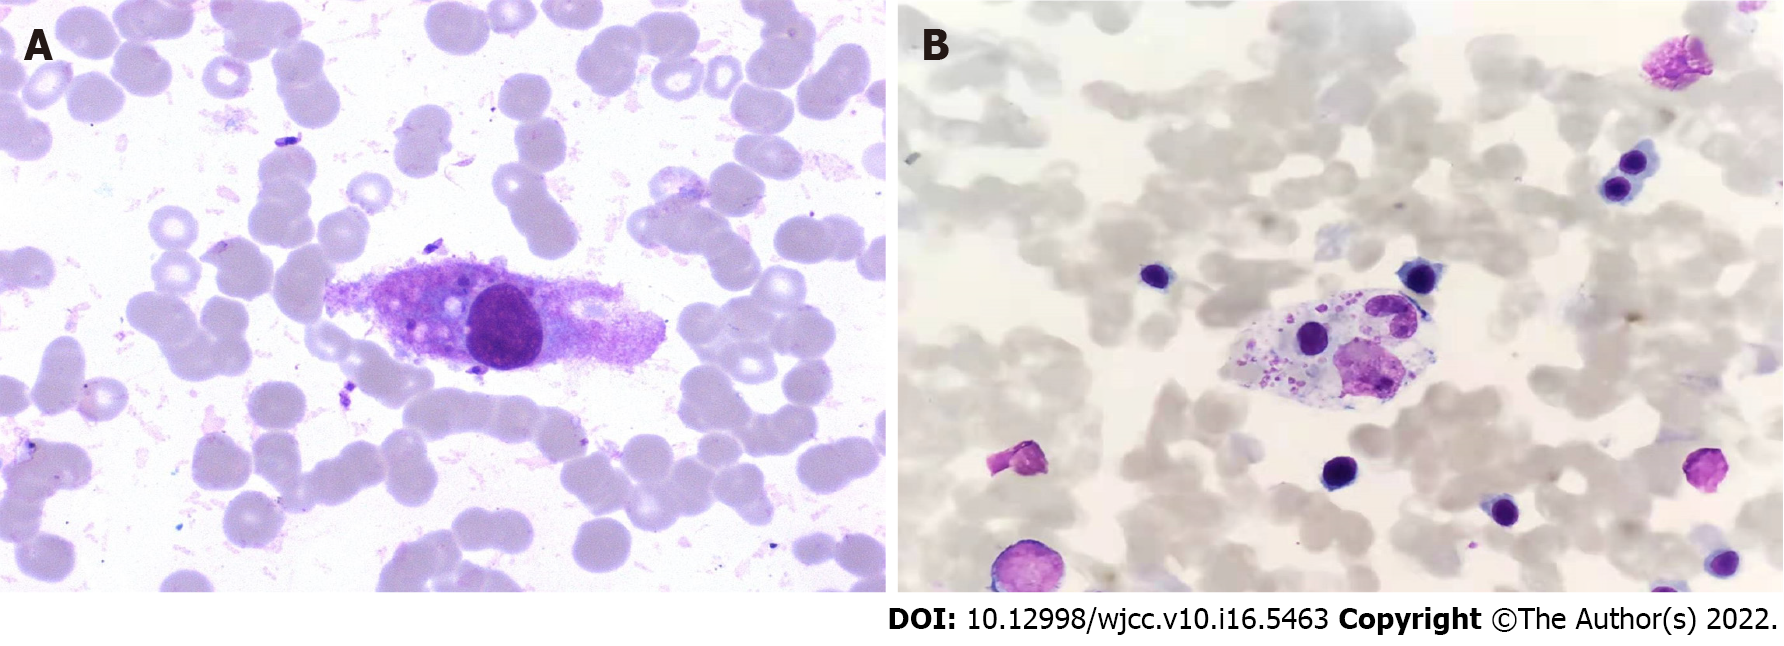 A
B
DOI: 10.12998/wjcc.v10.i16.5463 Copyright ©The Author(s) 2022.